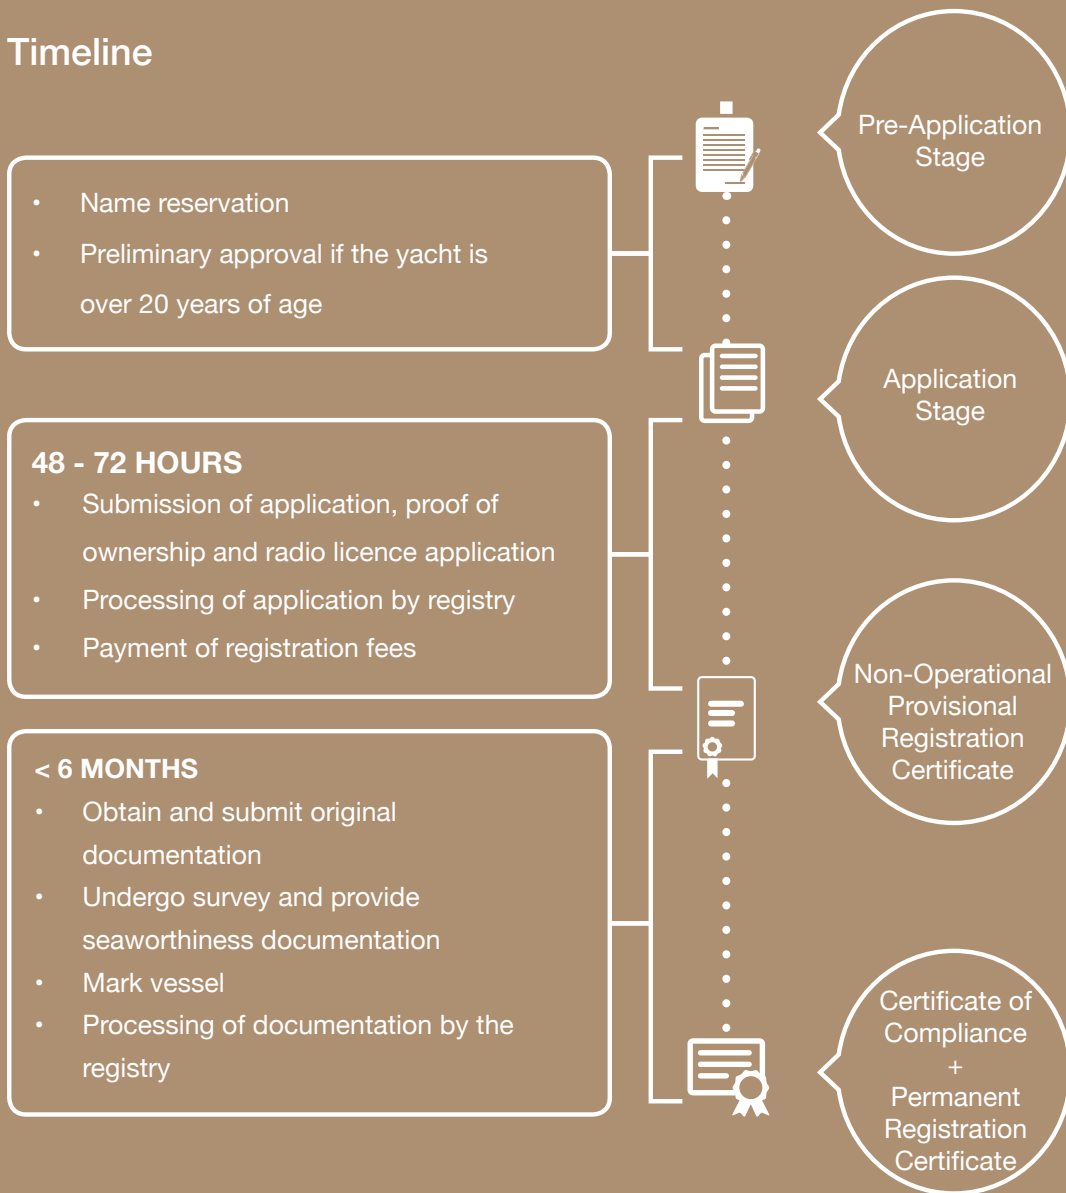 Timeline
Pre-Application
Stage
• Name reservation
• Preliminary approval if the yacht is
over 20 years of age
Application
Stage
48 - 72 HOURS
• Submission of application, proof of
ownership and radio licence application
• Processing of application by registry
• Payment of registration fees
Non-Operational
Provisional
Registration
Certificate
< 6 MONTHS
• Obtain and submit original
documentation
• Undergo survey and provide
seaworthiness documentation
• Mark vessel
• Processing of documentation by the
registry
Certificate of
Compliance
+
Permanent
Registration
Certificate